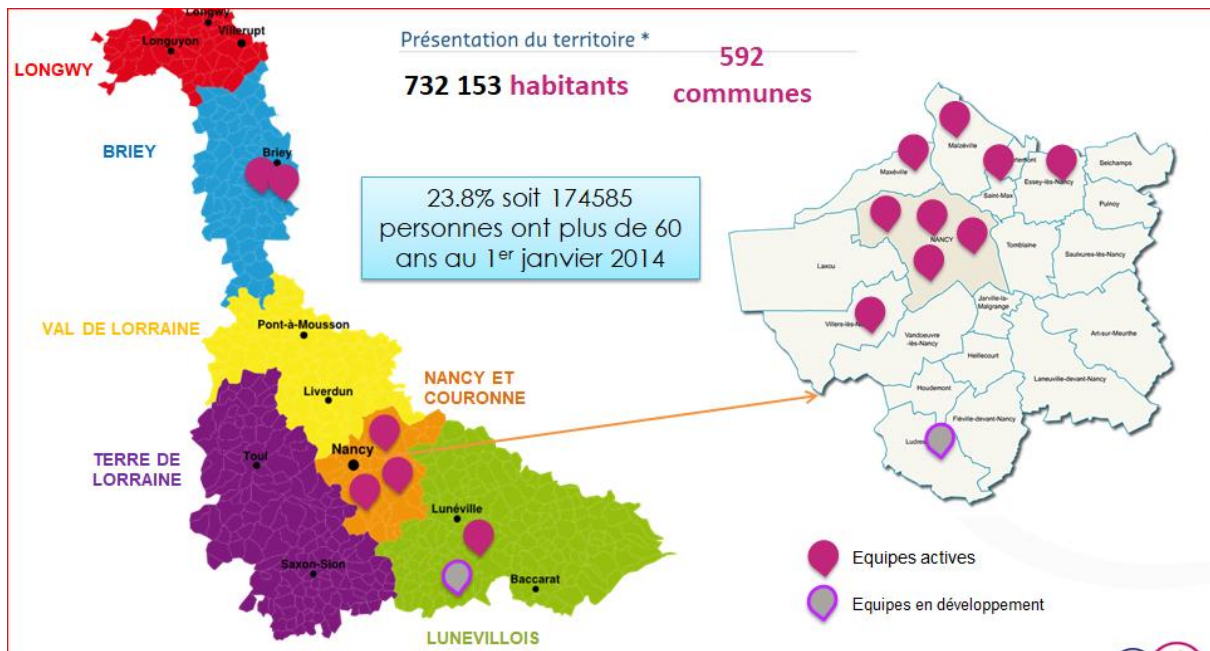 Longwy
Longuyon
Villerupt
LONGWY
Présentation du territoire *
732 153 habitants
592
communes
BRIEY
Briey
23.8% soit 174585
personnes ont plus de 60
ans au 1er janvier 2014
VAL DE LORRAINE
Pont-à-Mousson
Liverdun
NANCY ET
COURONNE
Nancy
TERRE DE
LORRAINE
Toul
Lunéville
Saxon-Sion
Baccarat
LUNEVILLOIS
Malzéville
Maxéville
Saint-Max
Essey-lès-Nancy
Seichamps
Pulnoy
NANCY
Tomblaine
Saulxures-lès-Nancy
Laxou
Jarville-la-
Malgrange
Art-sur-Meurthe
Vandoeuvre
-lès-Nancy
Heillecourt
Laneuville-devant-Nancy
Houdemont
Fléville-devant-Nancy
Equipes actives
Equipes en développement